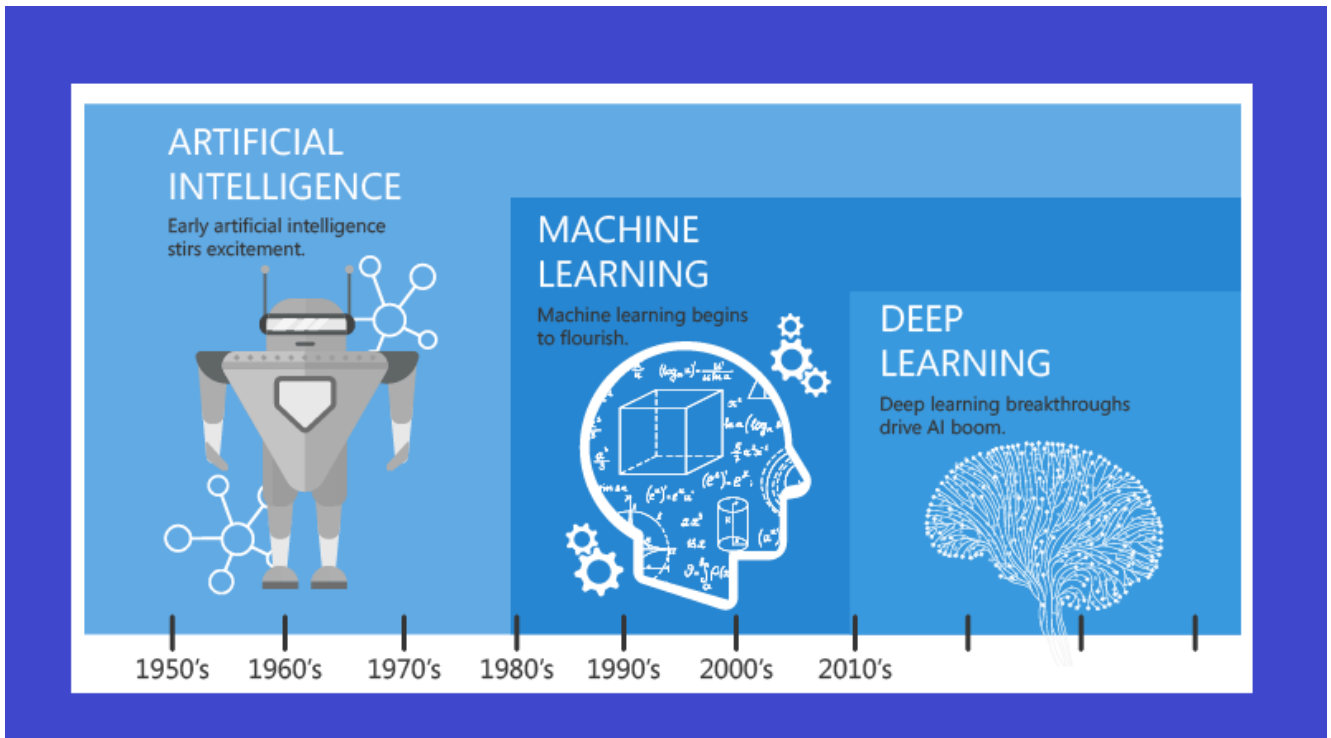 ARTIFICIAL
INTELLIGENCE
Early artificial intelligence
stirs excitement.
MACHINE
LEARNING
Machine learning begins
to flourish.
DEEP
LEARNING
Deep learning breakthroughs
drive AI boom.
1950's 1960's 1970's 1980's 1990's 2000's 2010's